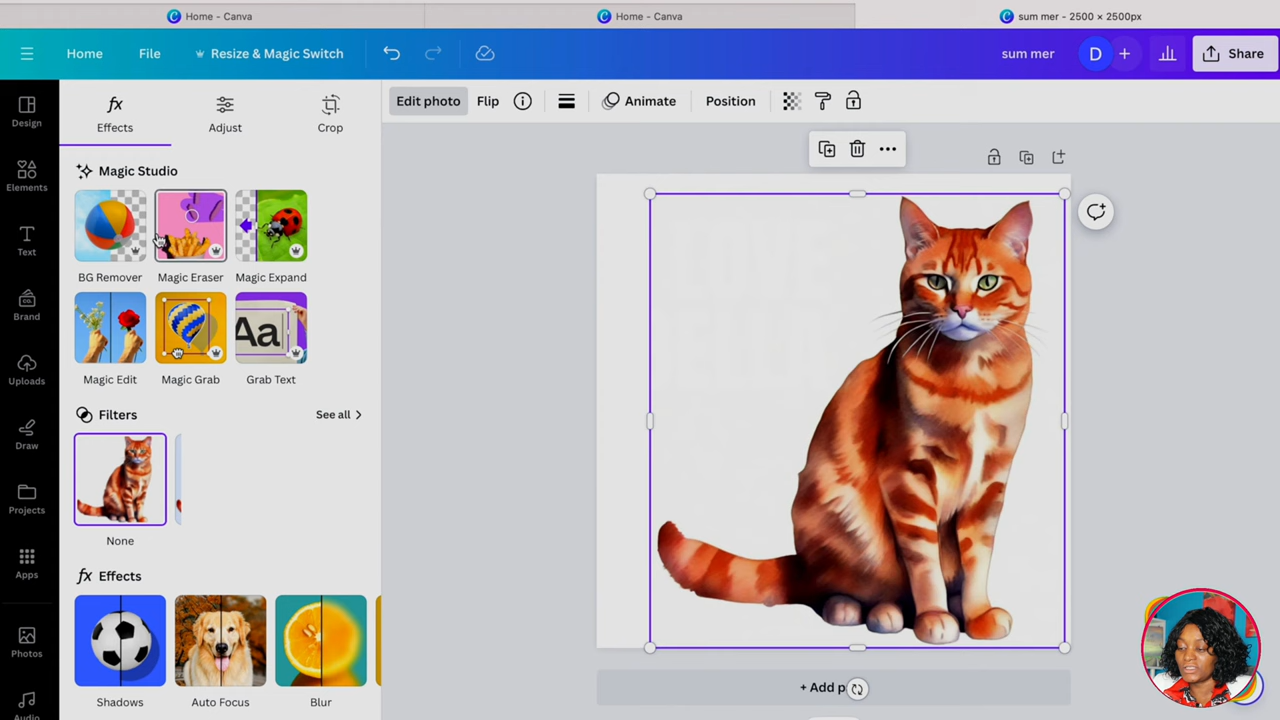 Home - Canva
Home - Canva
sum mer - 2500 × 2500px
Home
File
Resize & Magic Switch
sum mer
D
Share
Design
Elements
Text
Brand
Uploads
Draw
Projects
Apps
Photos
Audio
Effects
Adjust
Crop
Edit photo
Flip
Animate
Position
Magic Studio
BG Remover
Magic Eraser
Magic Expand
Aa
Magic Edit
Magic Grab
Grab Text
Filters
See all
None
fx Effects
Shadows
Auto Focus
Blur
+ Add p